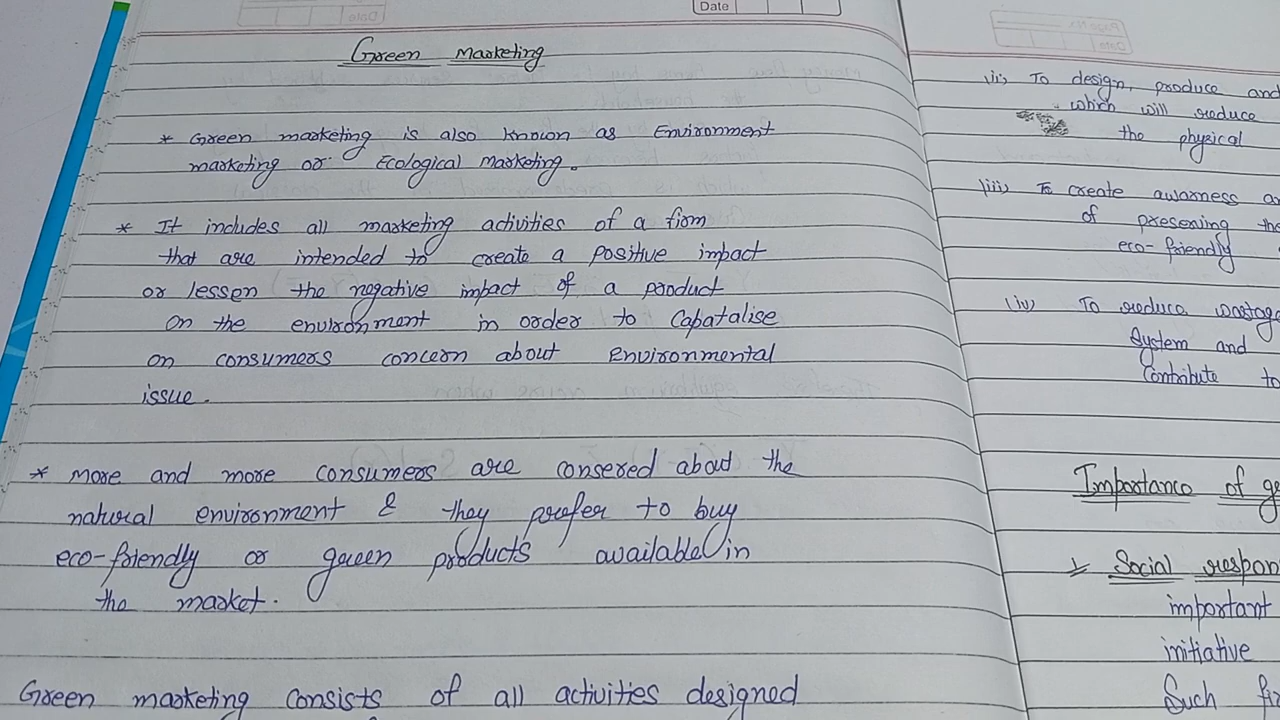 Date
Green marketing
* Green marketing is also known as Environment
marketing or Ecological Marketing.
* It includes all marketing activities of a firm
that are intended to create a positive impact
or lessen the negative impact of a product
on the environment in order to Capatalise
on consumers concern about environmental
issue.
* more and more consumers are consered about the
natural environment & they prefer to buy
eco-friendly or green products available in
the market.
Green marketing consists of all activities designed
ii) To design, produce and
which will reduce
the physical
iii) To create awarness
of presening
eco-friendly
iv) To reduce
System and
Contribute to
Importance of
1) Social
important
initiative
Such